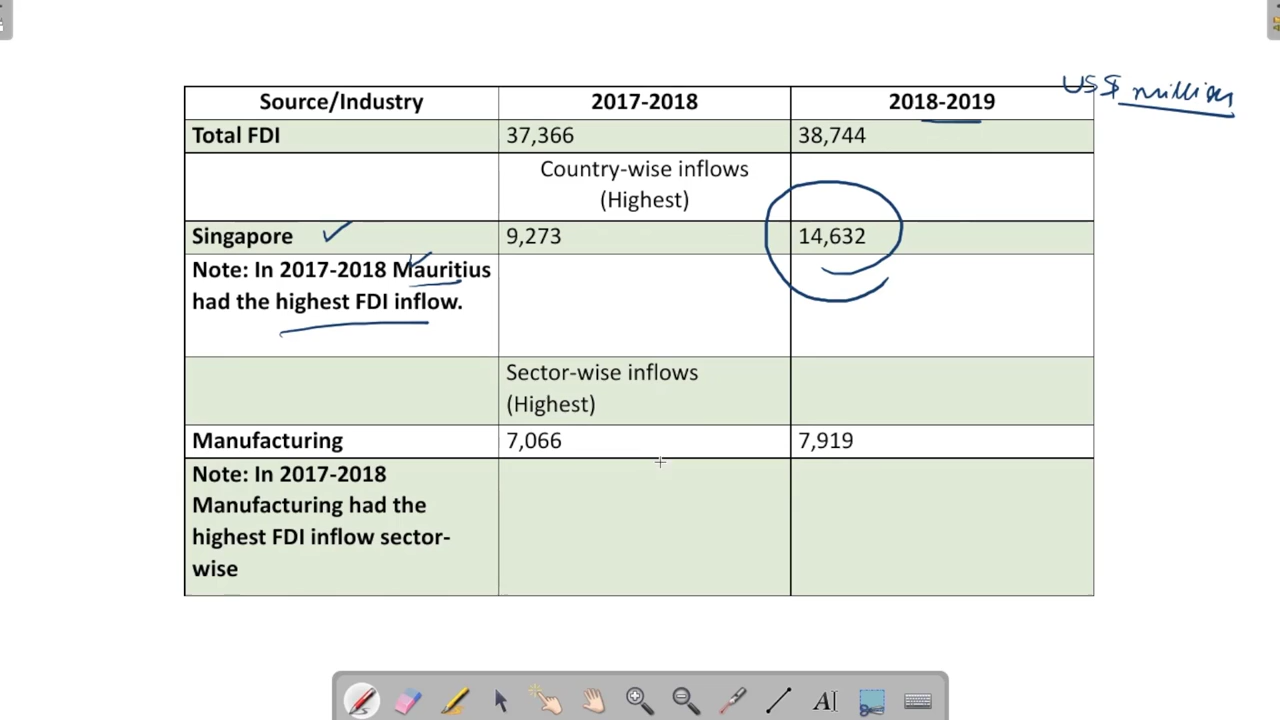 US$ million
Source/Industry 2017-2018 2018-2019
Total FDI 37,366 38,744
Country-wise inflows
(Highest)
Singapore 9,273 14,632
Note: In 2017-2018 Mauritius
had the highest FDI inflow.
Sector-wise inflows
(Highest)
Manufacturing 7,066 7,919
Note: In 2017-2018
Manufacturing had the
highest FDI inflow sector-
wise
AI